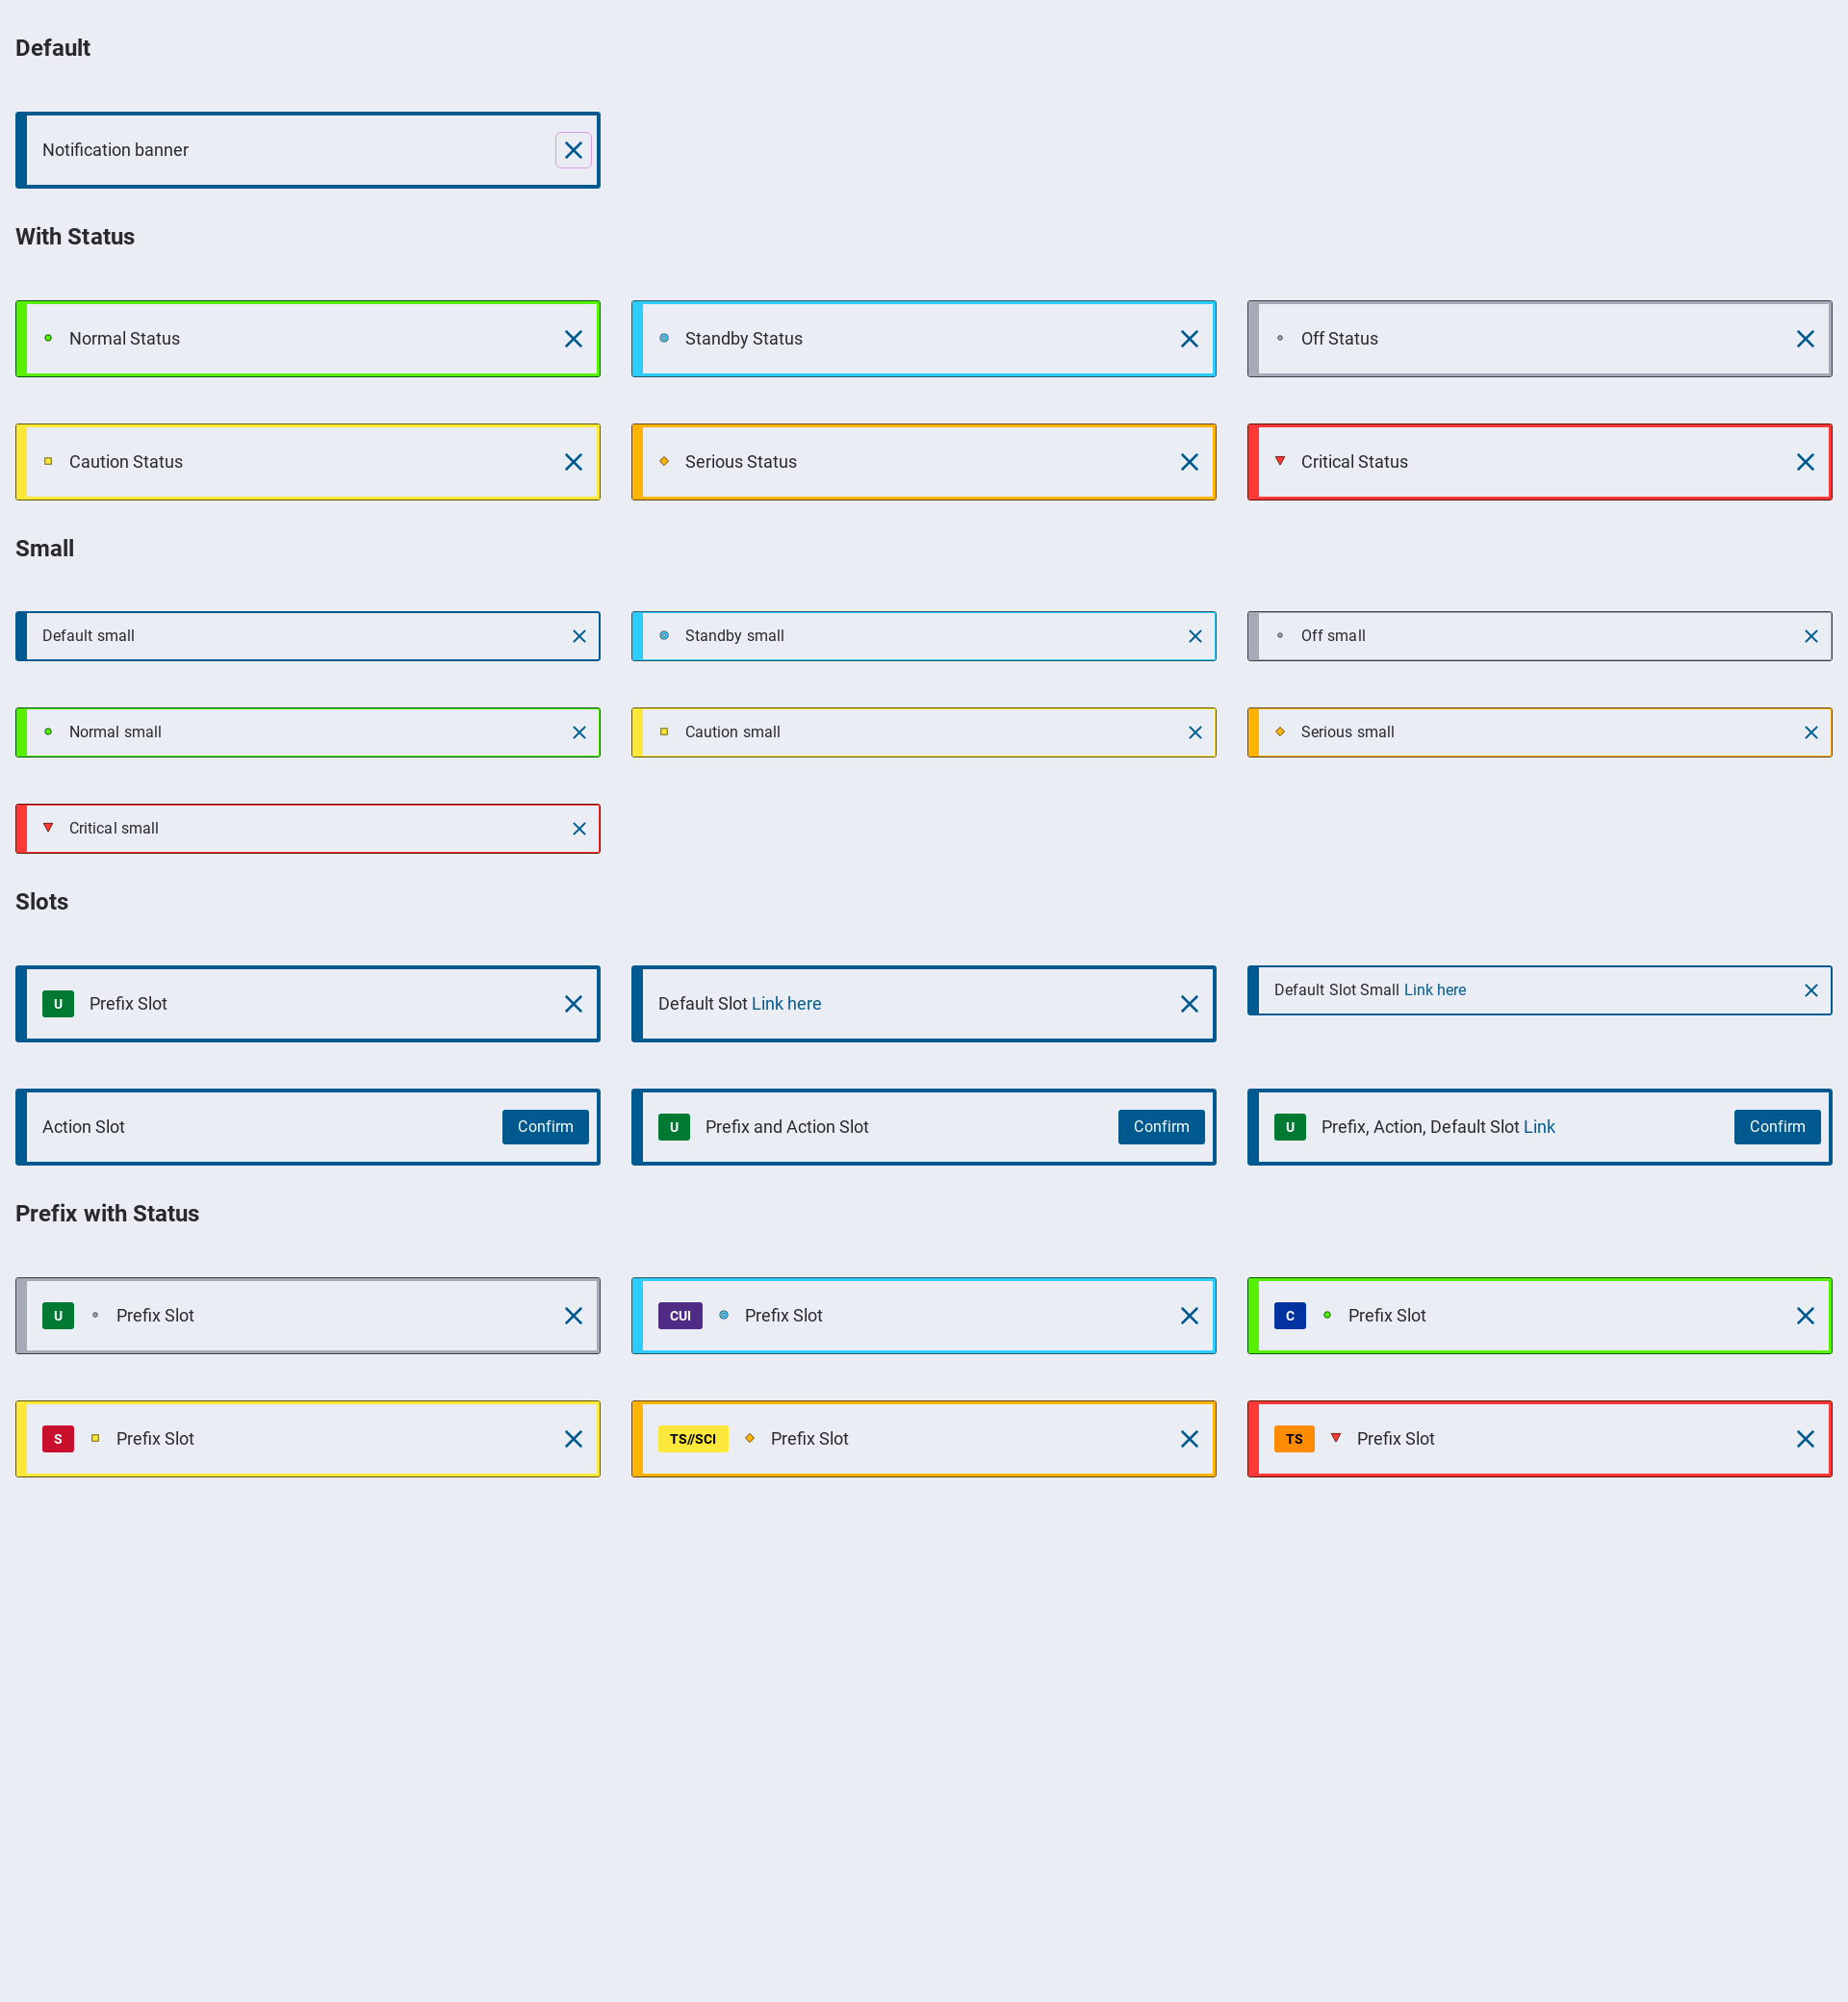 Default
Notification banner
With Status
Normal Status
Standby Status
Off Status
Caution Status
Serious Status
Critical Status
Small
Default small
Standby small
Off small
Normal small
Caution small
Serious small
Critical small
Slots
U Prefix Slot
Default Slot Link here
Default Slot Small Link here
Action Slot Confirm
U Prefix and Action Slot Confirm
U Prefix, Action, Default Slot Link Confirm
Prefix with Status
U Prefix Slot
CUI Prefix Slot
C Prefix Slot
S Prefix Slot
TS//SCI Prefix Slot
TS Prefix Slot